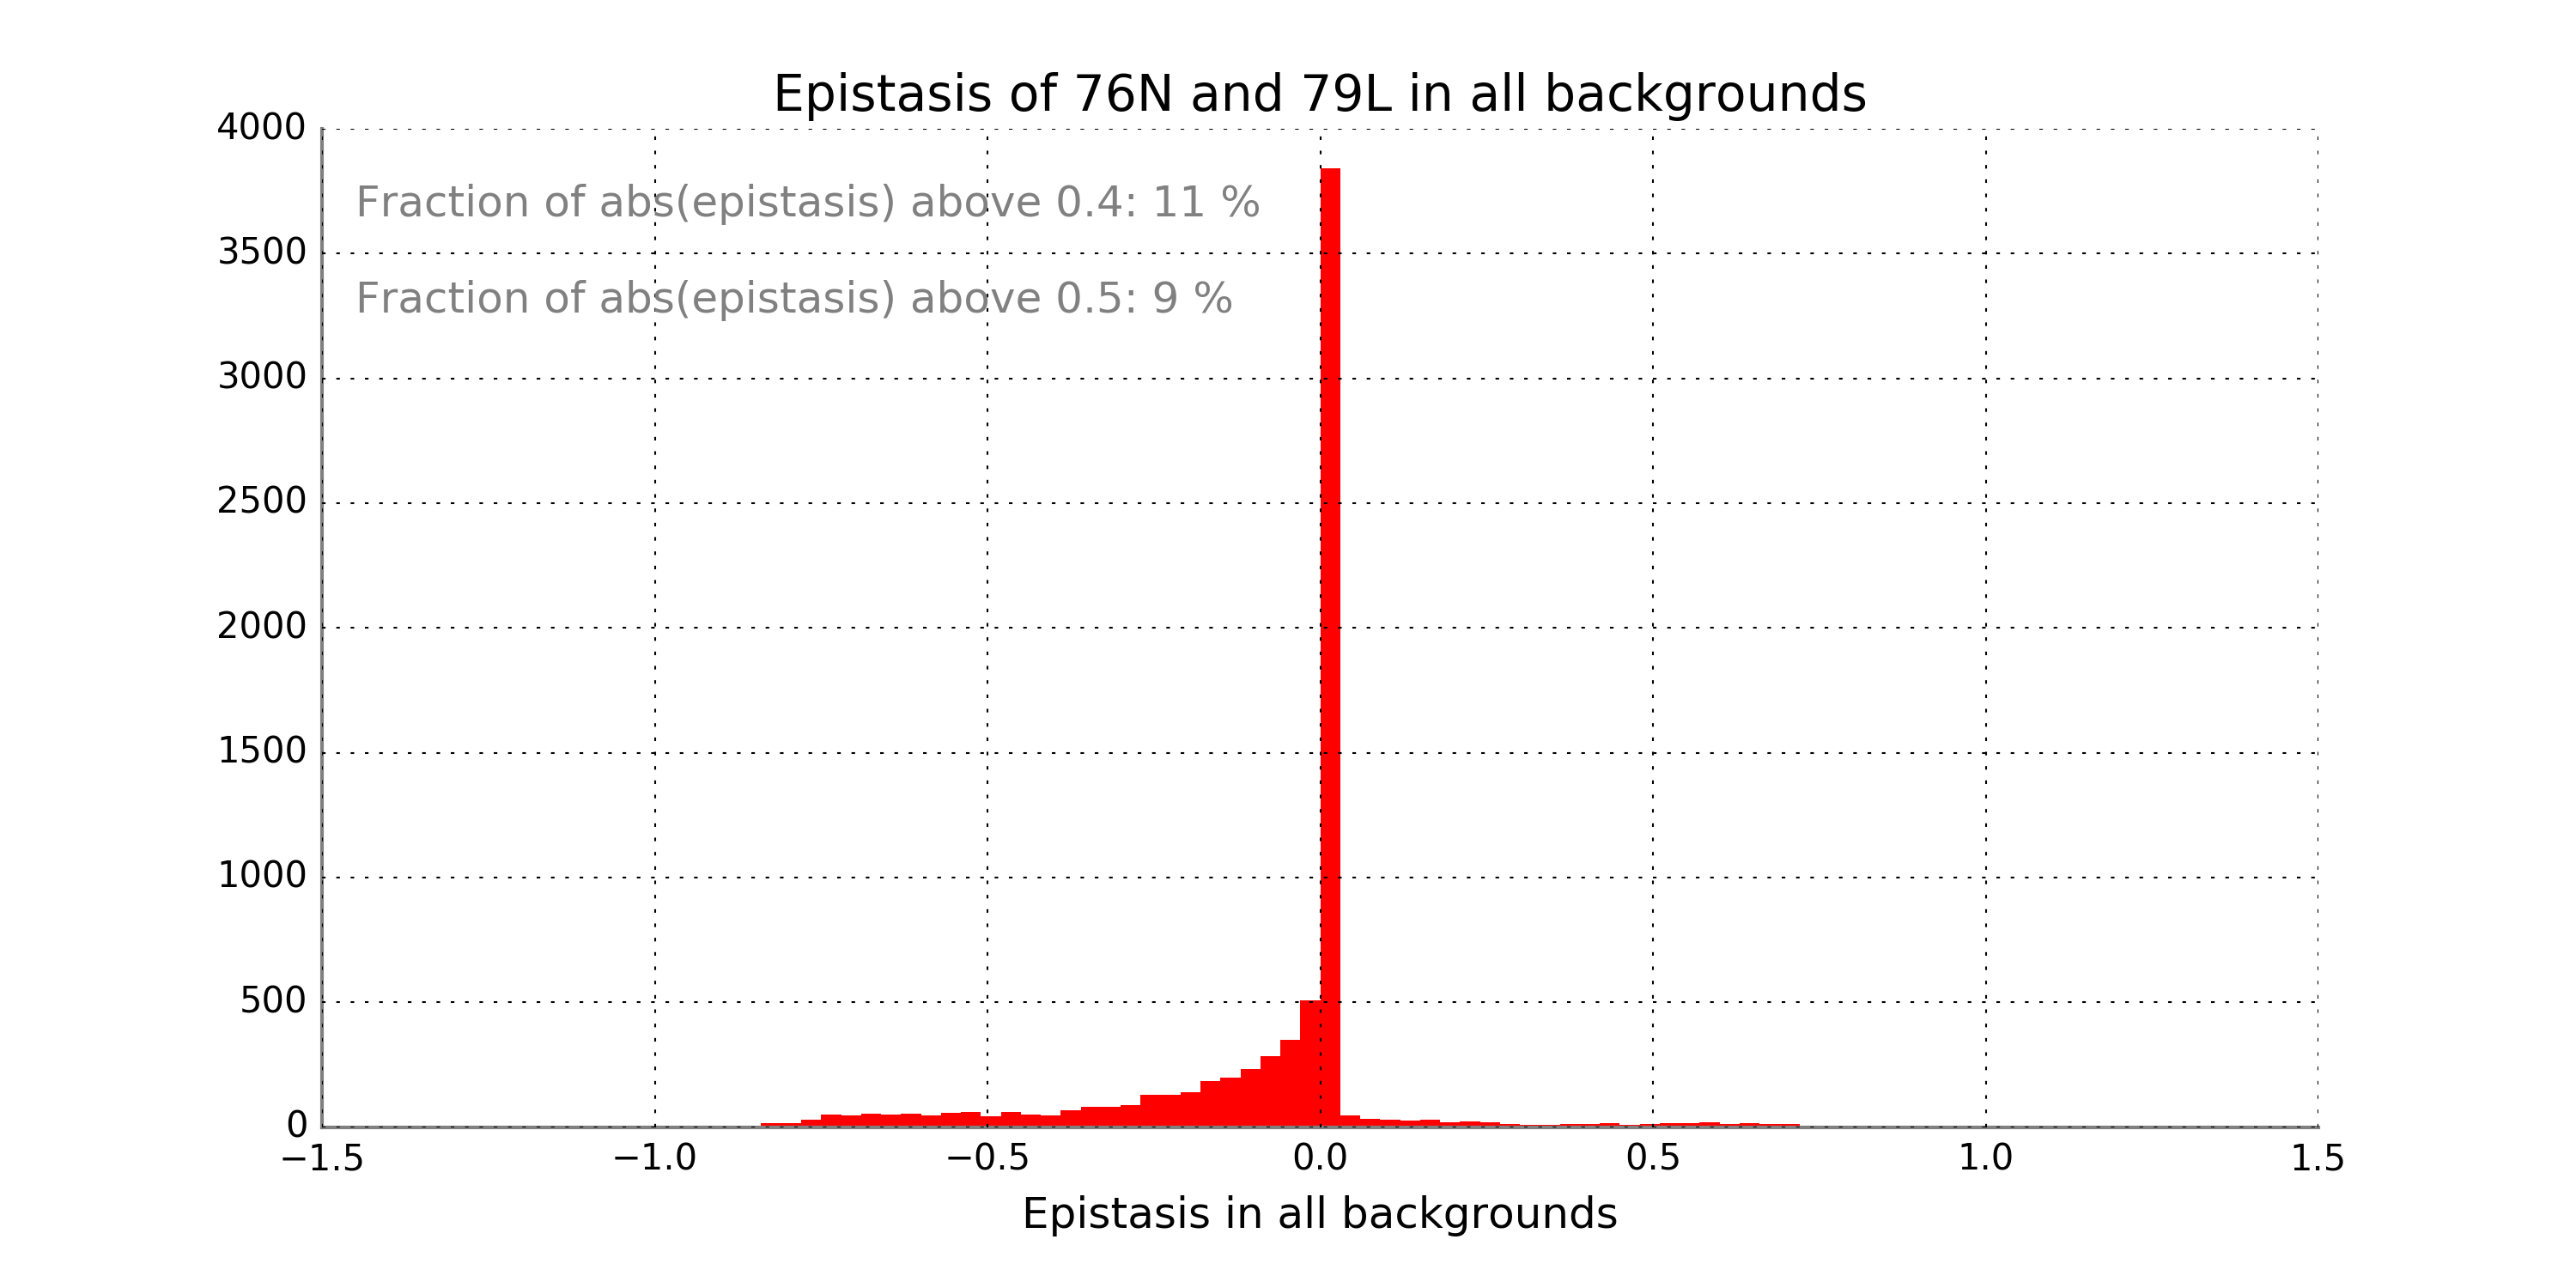 Epistasis of 76N and 79L in all backgrounds
4000
Fraction of abs(epistasis) above 0.4: 11 %
3500
Fraction of abs(epistasis) above 0.5: 9 %
3000
2500
2000
1500
1000
500
0
−1.5 −1.0 −0.5 0.0 0.5 1.0 1.5
Epistasis in all backgrounds